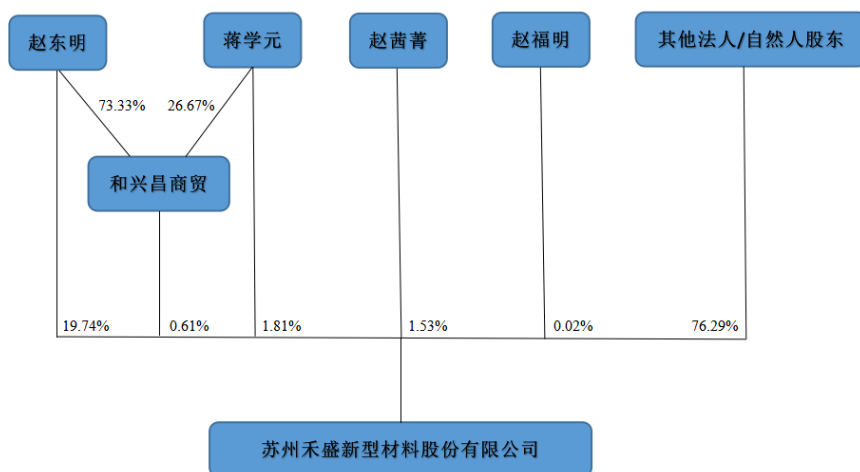 赵东明
蒋学元
赵茜菁
赵福明
其他法人/自然人股东
73.33%
26.67%
和兴昌商贸
19.74%
0.61%
1.81%
1.53%
0.02%
76.29%
苏州禾盛新型材料股份有限公司